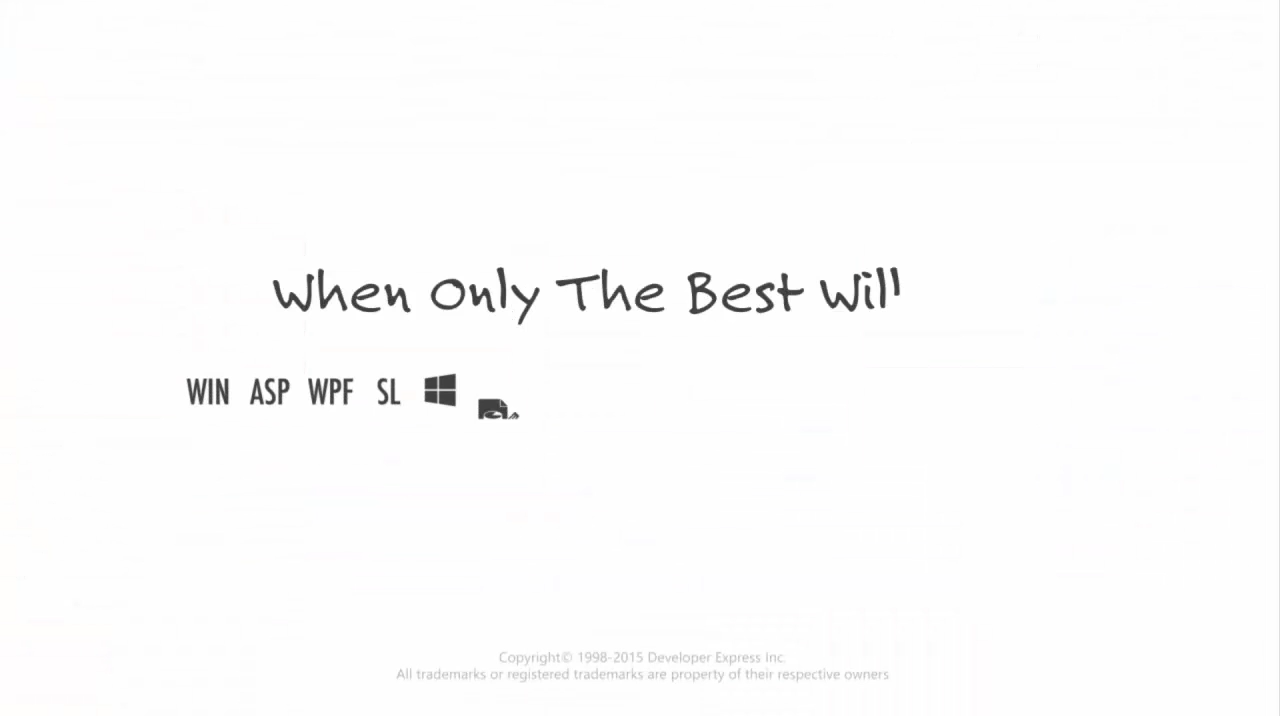 When Only The Best Will
WIN ASP WPF SL
Copyright© 1998-2015 Developer Express Inc.
All trademarks or registered trademarks are property of their respective owners